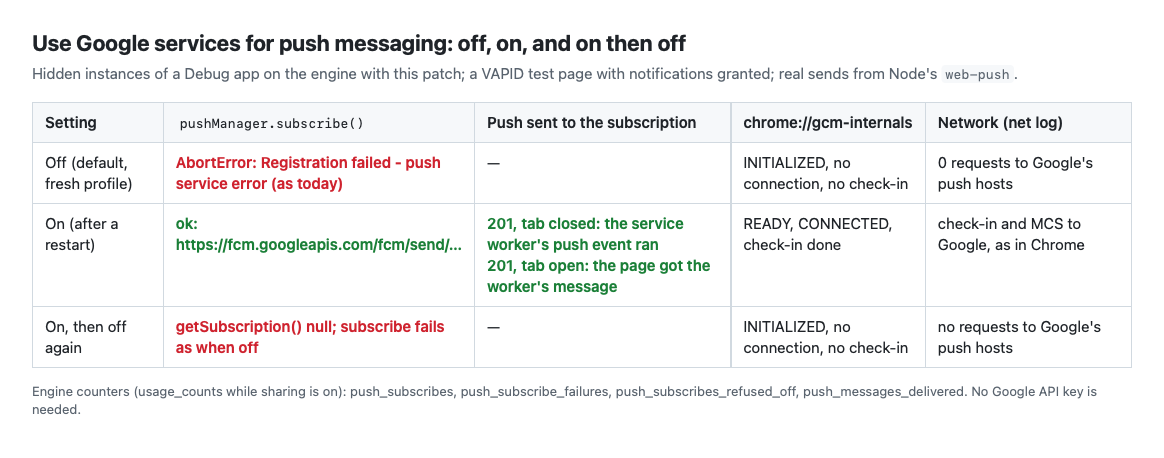 Use Google services for push messaging: off, on, and on then off
Hidden instances of a Debug app on the engine with this patch; a VAPID test page with notifications granted; real sends from Node's web-push.
Setting
pushManager.subscribe()
Push sent to the subscription
chrome://gcm-internals
Network (net log)
Off (default,
fresh profile)
AbortError: Registration failed - push
service error (as today)
—
INITIALIZED, no
connection, no check-in
0 requests to Google's
push hosts
On (after a
restart)
ok:
https://fcm.googleapis.com/fcm/send/...
201, tab closed: the service
worker's push event ran
201, tab open: the page got the
worker's message
READY, CONNECTED,
check-in done
check-in and MCS to
Google, as in Chrome
On, then off
again
getSubscription() null; subscribe fails
as when off
—
INITIALIZED, no
connection, no check-in
no requests to Google's
push hosts
Engine counters (usage_counts while sharing is on): push_subscribes, push_subscribe_failures, push_subscribes_refused_off, push_messages_delivered. No Google API key is
needed.